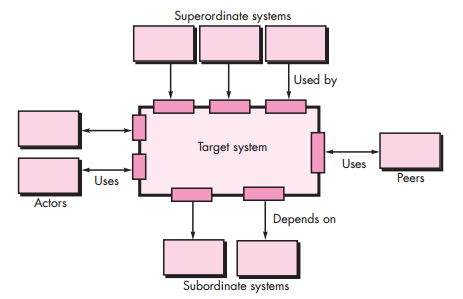 Superordinate systems
Used by
Target system
Uses
Peers
Uses
Actors
Depends on
Subordinate systems